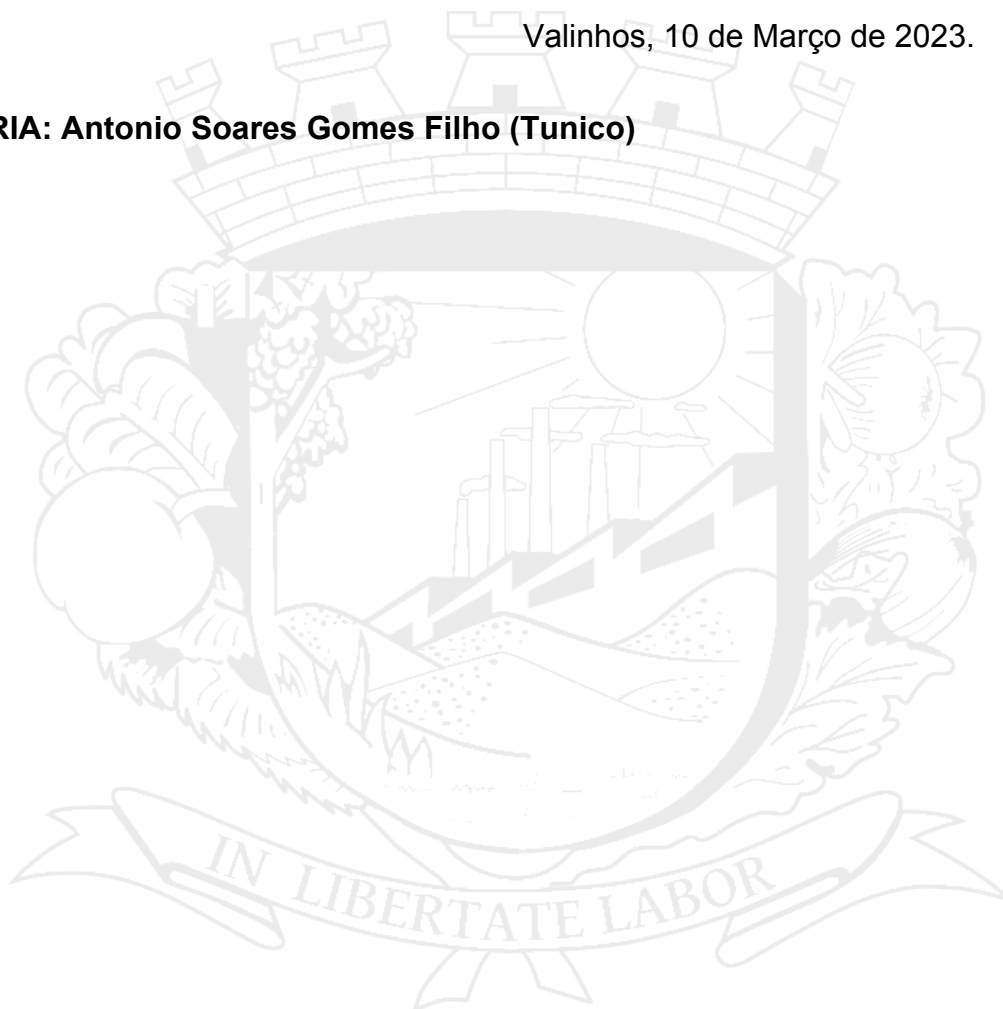 Valinhos, 10 de Março de 2023.
RIA: Antonio Soares Gomes Filho (Tunico)
IN LIBERTATE LABOR